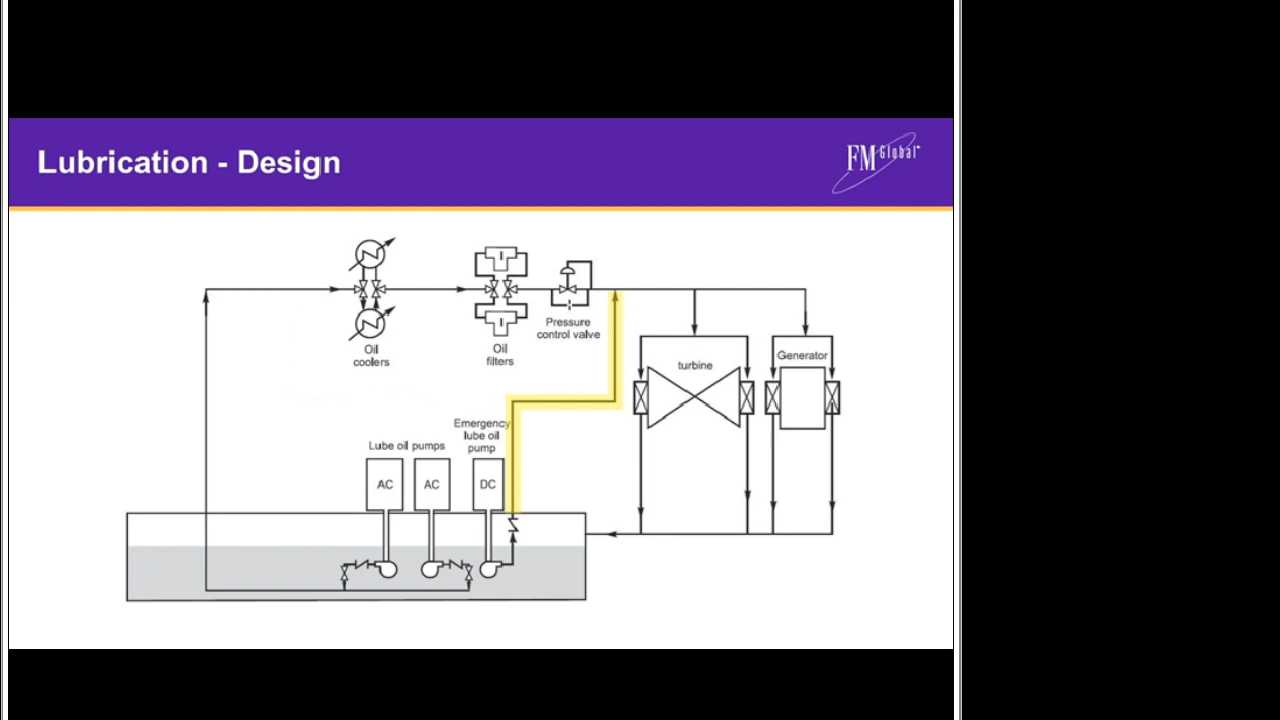 Lubrication - Design
FM Global
Oil
coolers
Oil
filters
Pressure
control valve
turbine
Generator
Lube oil pumps
Emergency
lube oil
pump
AC
AC
DC